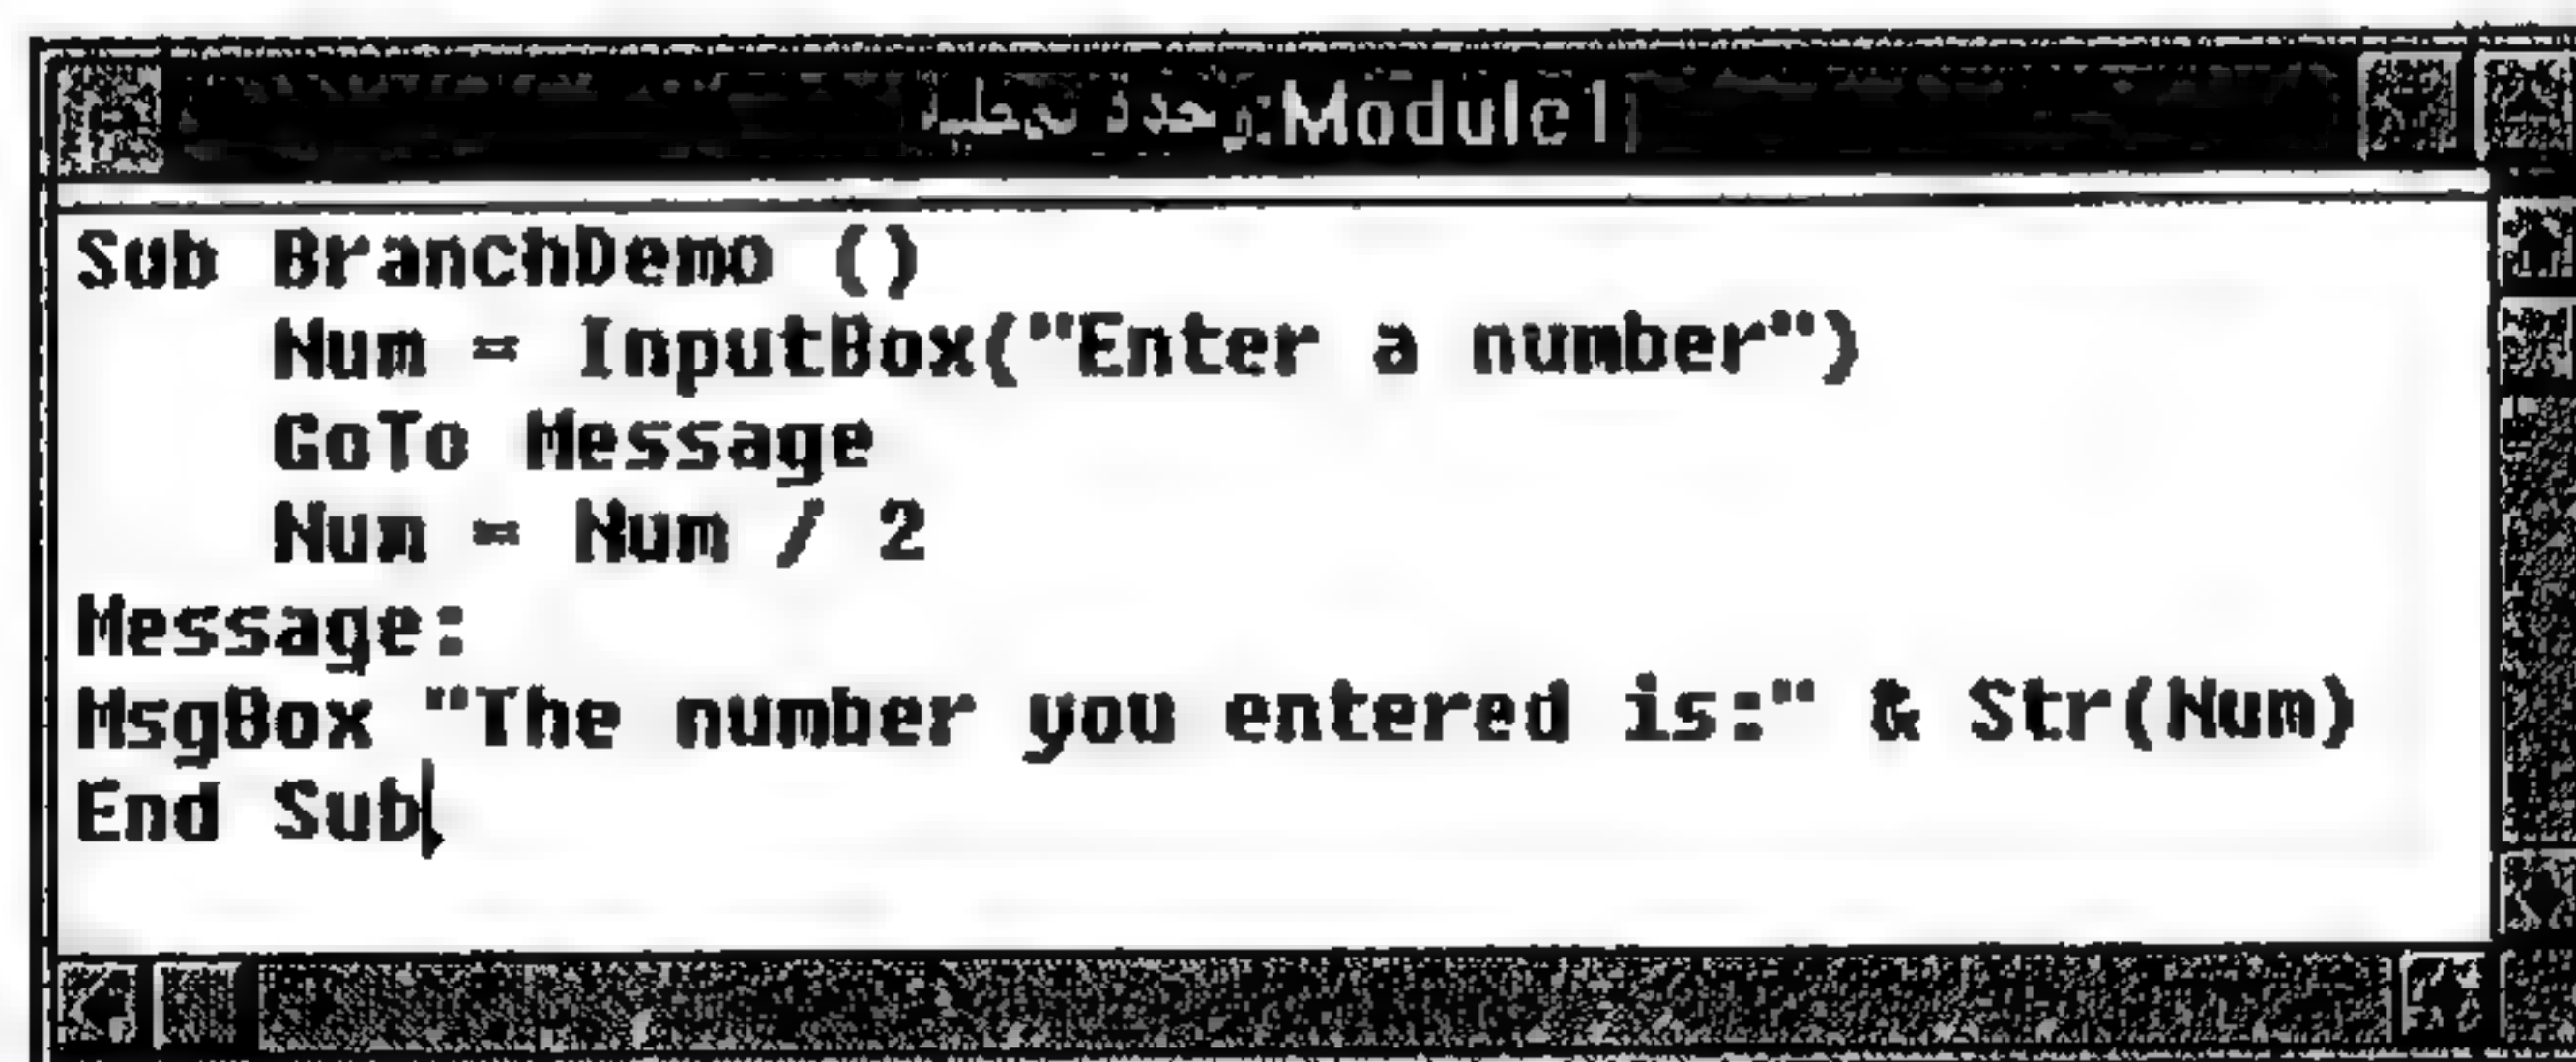 وحدة نمطية:Module1
Sub BranchDemo ()
Num = InputBox("Enter a number")
GoTo Message
Num = Num / 2
Message:
MsgBox "The number you entered is:" & Str(Num)
End Sub